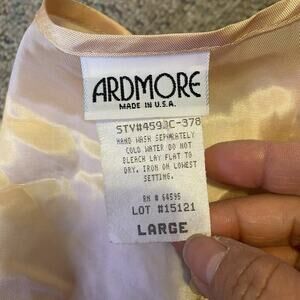 ARDMORE
MADE IN U.S.A.
HAND WASH SEPARATELY
COLD WATER DO NOT
BLEACH LAY FLAT TO
DRY. IRON ON LOWEST
SETTING.
RN # 64595
LOT #15121
LARGE